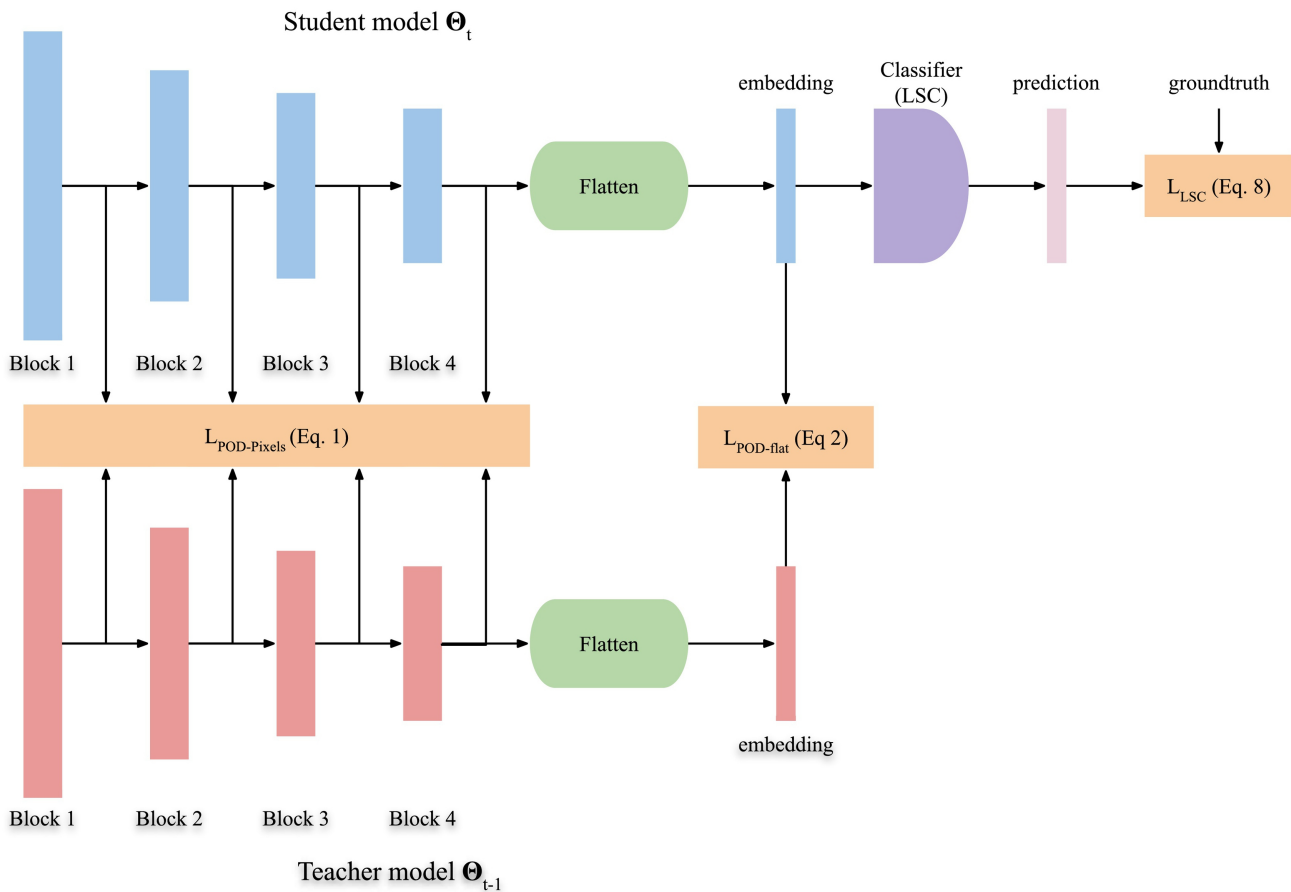 Student model Θt
embedding
Classifier
(LSC)
prediction
groundtruth
Flatten
LLSC (Eq. 8)
Block 1
Block 2
Block 3
Block 4
LPOD-Pixels (Eq. 1)
LPOD-flat (Eq 2)
Flatten
embedding
Block 1
Block 2
Block 3
Block 4
Teacher model Θt-1